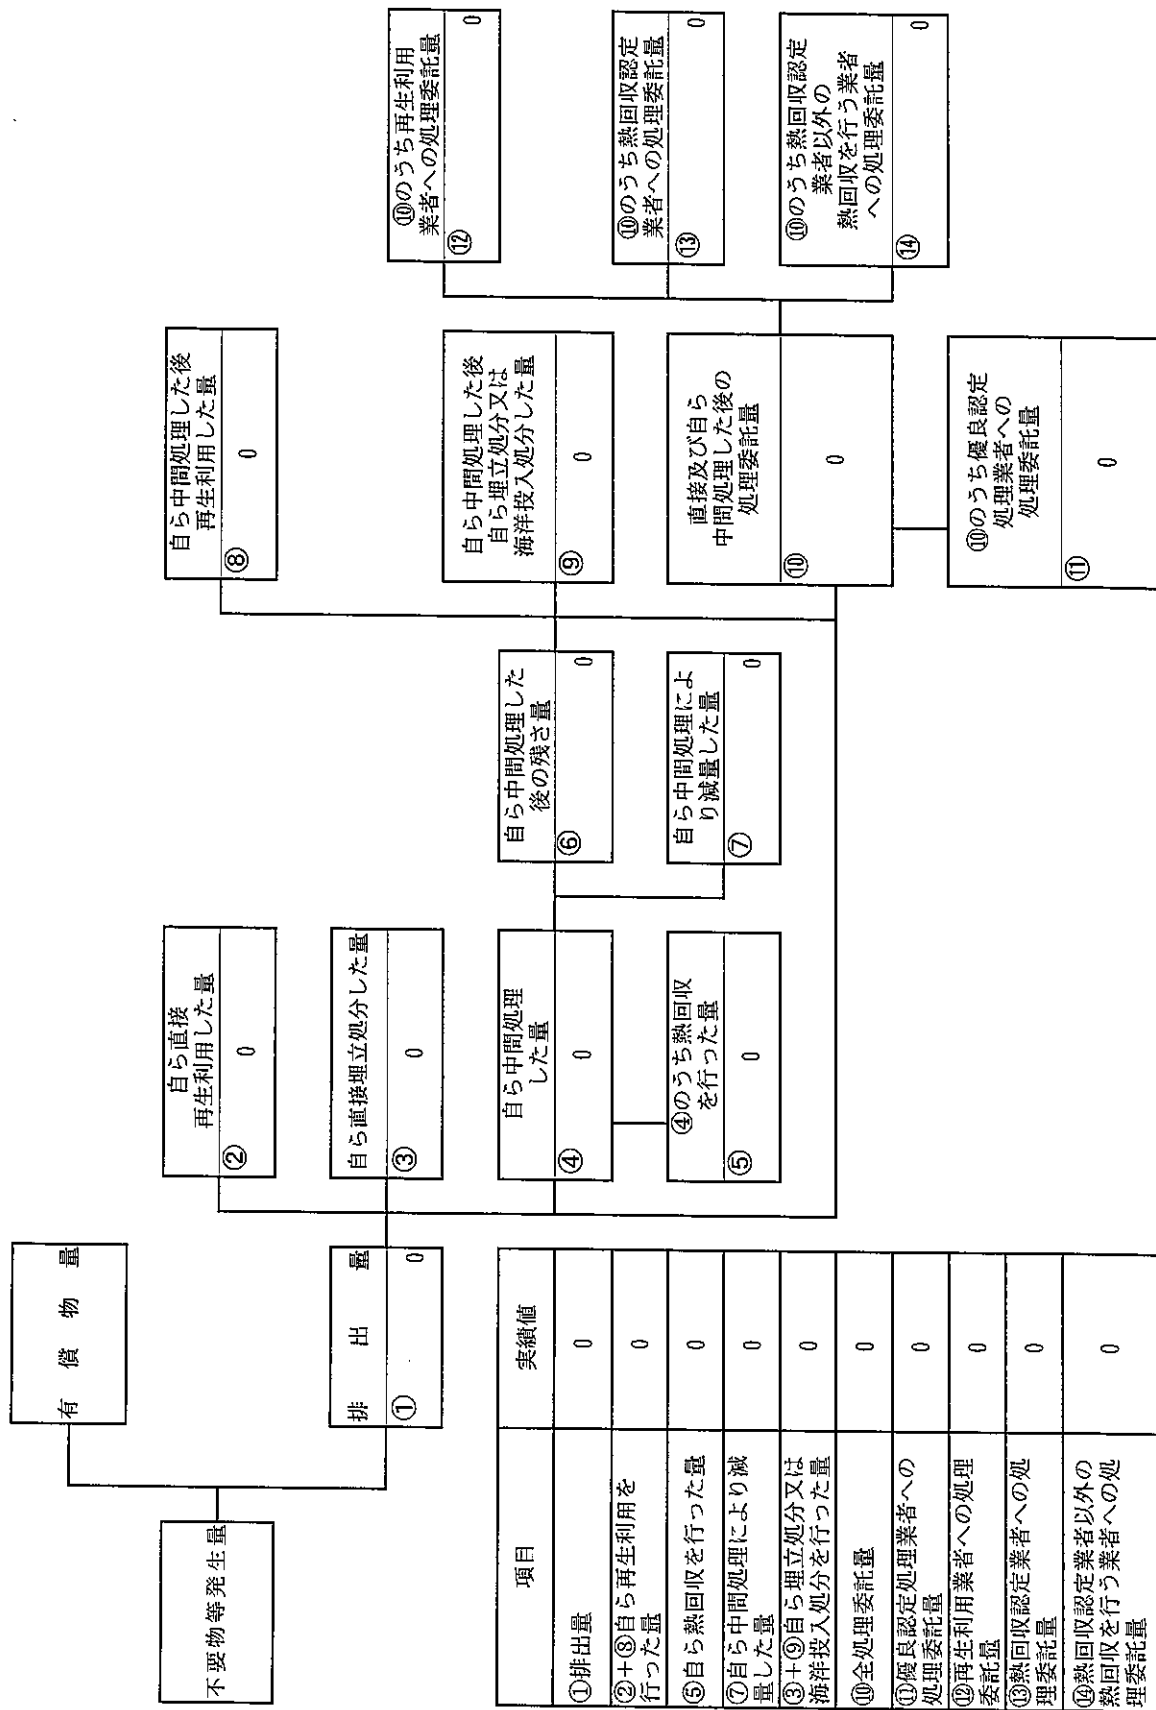 不要物等発生量
有償物量
排出量
①
0
自ら直接
再生利用した量
②
0
自ら直接埋立処分した量
③
0
自ら中間処理
した量
④
0
④のうち熱回収
を行った量
⑤
0
自ら中間処理した
後の残さ量
⑥
0
自ら中間処理によ
り減量した量
⑦
0
自ら中間処理した後
再生利用した量
⑧
0
自ら中間処理した後
自ら埋立処分又は
海洋投入処分した量
⑨
0
直接及び自ら
中間処理した後の
処理委託量
⑩
0
⑩のうち優良認定
処理業者への
処理委託量
⑪
0
⑩のうち再生利用
業者への処理委託量
⑫
0
⑩のうち熱回収認定
業者への処理委託量
⑬
0
⑩のうち熱回収認定
業者以外の
熱回収を行う業者
への処理委託量
⑭
0
項目 実績値
①排出量 0
②+⑧自ら再生利用を
行った量 0
⑤自ら熱回収を行った量 0
⑦自ら中間処理により減
量した量 0
③+⑨自ら埋立処分又は
海洋投入処分を行った量 0
⑩全処理委託量 0
⑪優良認定処理業者への
処理委託量 0
⑫再生利用業者への処理
委託量 0
⑬熱回収認定業者への処
理委託量 0
⑭熱回収認定業者以外の
熱回収を行う業者への処
理委託量 0